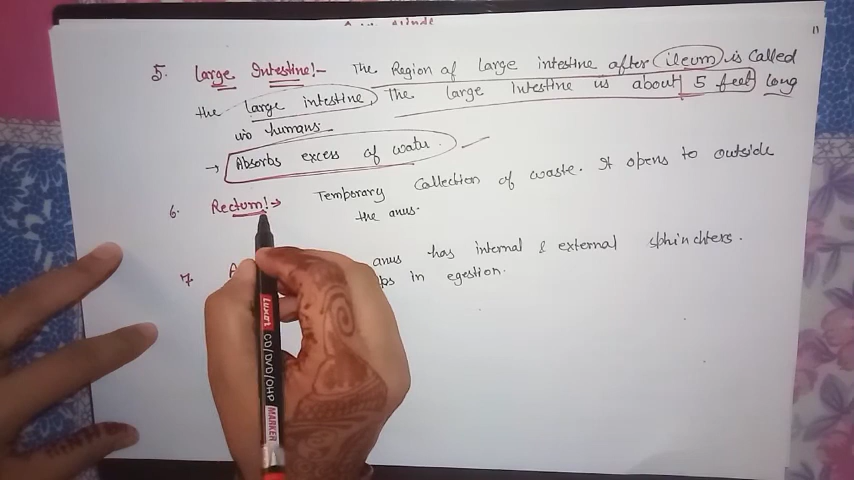 11
5. Large Intestine!- The Region of large intestine after ileum is called
the large intestine The large Intestine is about 5 feet long
in humans
→ Absorbs excess of water.
6. Rectum!→ Temporary Collection of waste. It opens to outside
the anus.
7. A anus has internal & external sphincters.
ps in egestion.
Luxor CD/DVD/OHP MARKER